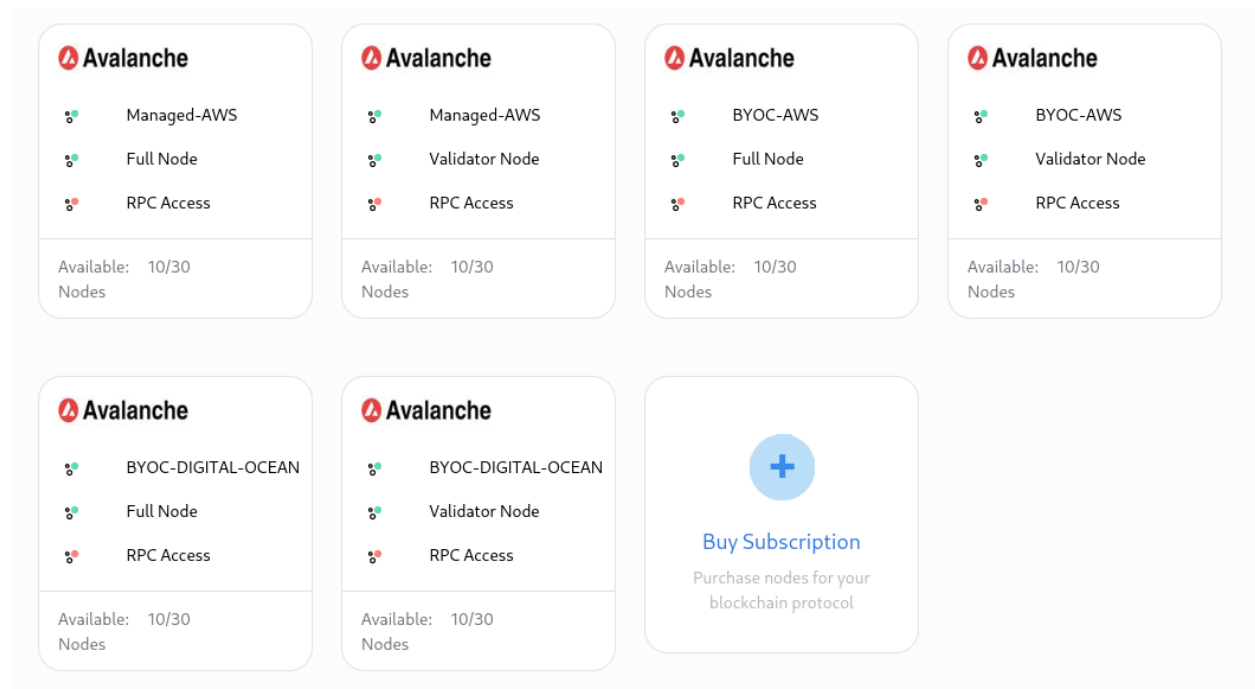 Avalanche
Managed-AWS
Full Node
RPC Access
Available: 10/30
Nodes
Avalanche
Managed-AWS
Validator Node
RPC Access
Available: 10/30
Nodes
Avalanche
BYOC-AWS
Full Node
RPC Access
Available: 10/30
Nodes
Avalanche
BYOC-AWS
Validator Node
RPC Access
Available: 10/30
Nodes
Avalanche
BYOC-DIGITAL-OCEAN
Full Node
RPC Access
Available: 10/30
Nodes
Avalanche
BYOC-DIGITAL-OCEAN
Validator Node
RPC Access
Available: 10/30
Nodes
Buy Subscription
Purchase nodes for your
blockchain protocol